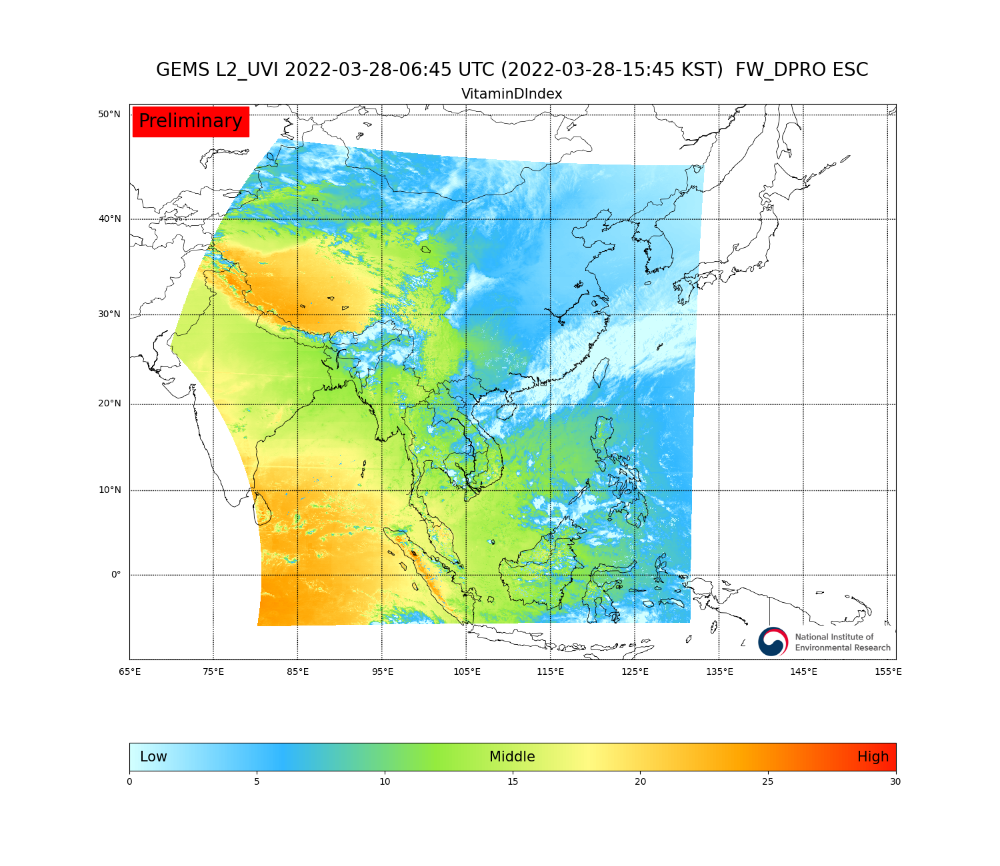 GEMS L2_UVI 2022-03-28-06:45 UTC (2022-03-28-15:45 KST)  FW_DPRO ESC
VitaminDIndex
Preliminary
50°N
40°N
30°N
20°N
10°N
0°
National Institute of
Environmental Research
65°E 75°E 85°E 95°E 105°E 115°E 125°E 135°E 145°E 155°E
Low Middle High
0 5 10 15 20 25 30